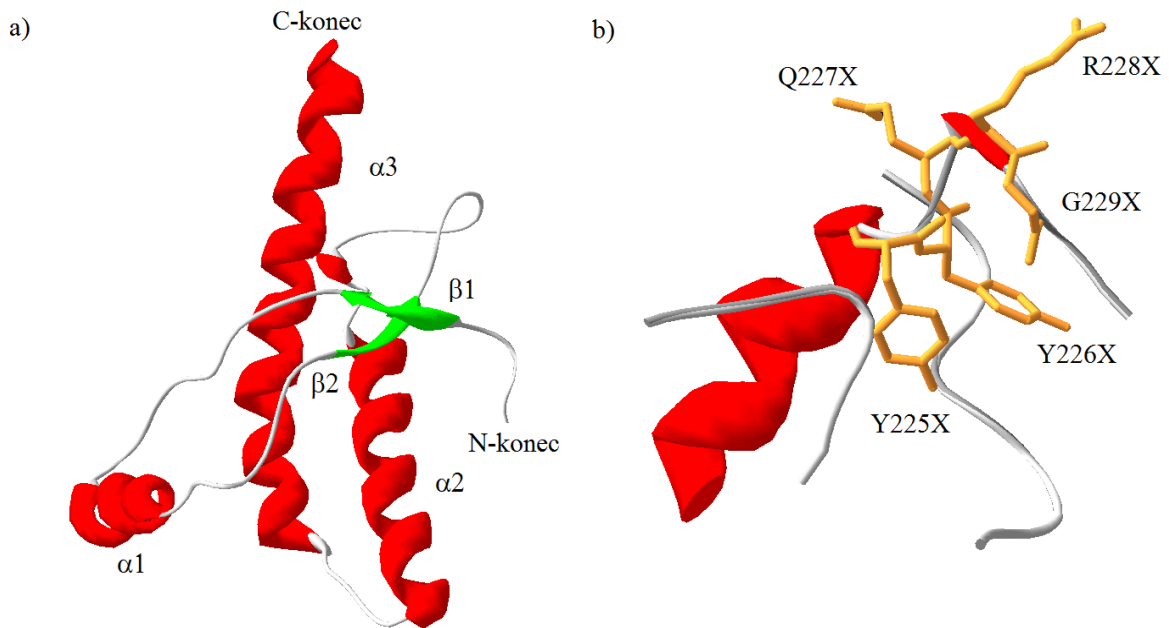 a)
C-konec
α3
β1
β2
N-konec
α2
α1
b)
Q227X
R228X
G229X
Y226X
Y225X